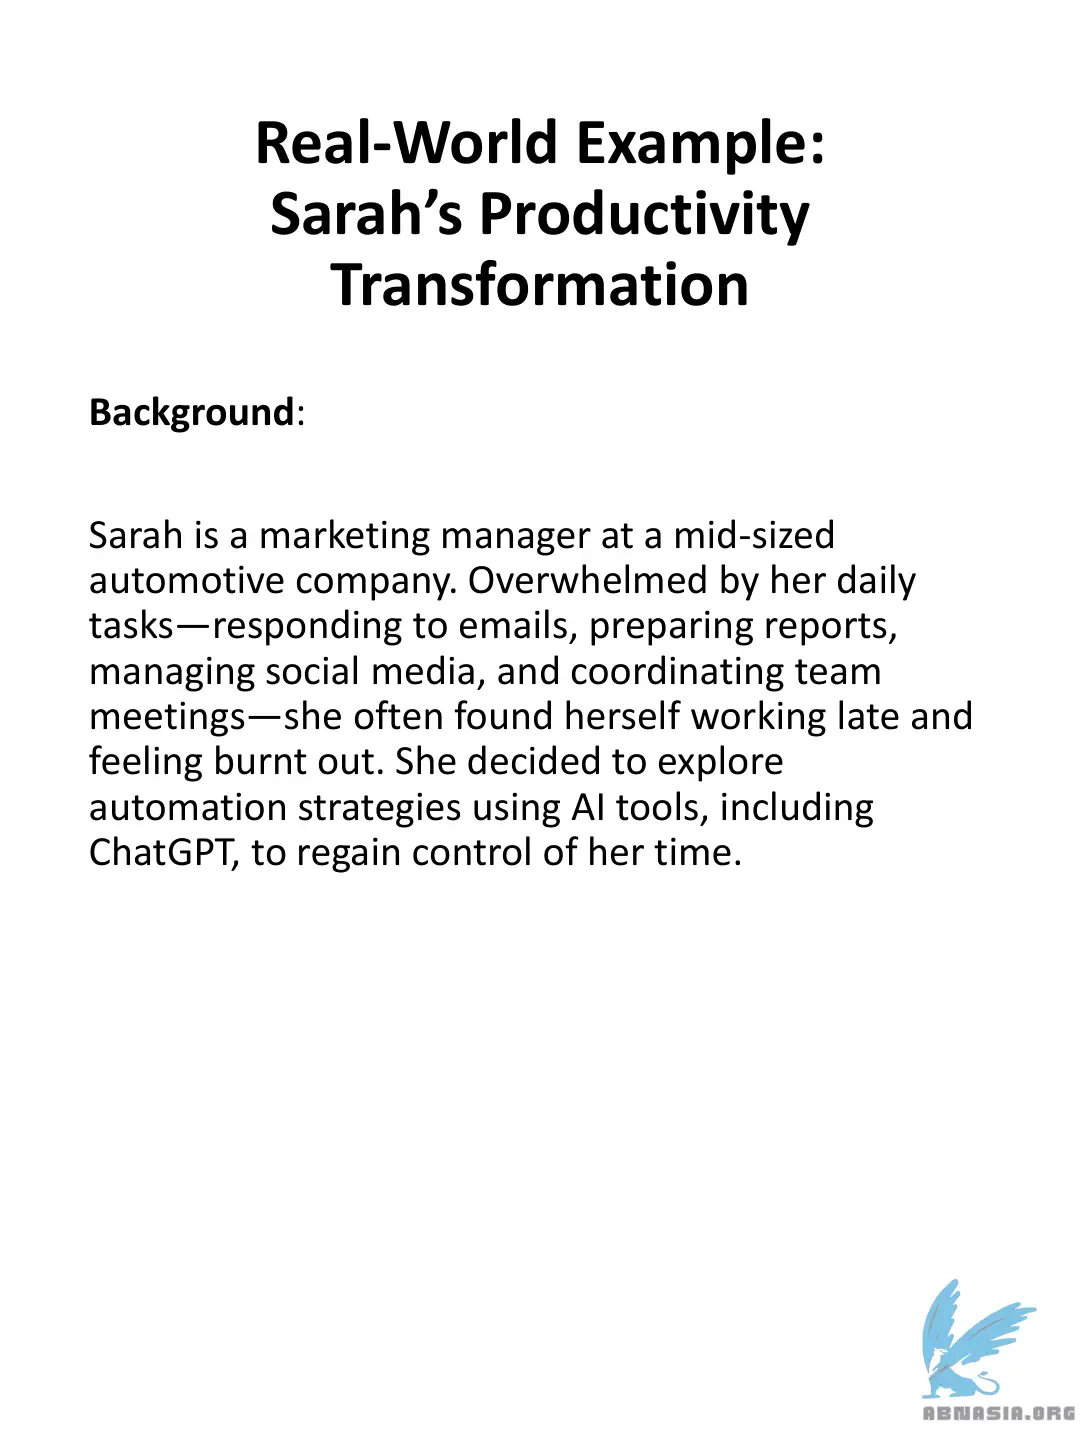 Real-World Example:
Sarah’s Productivity
Transformation
Background:
Sarah is a marketing manager at a mid-sized
automotive company. Overwhelmed by her daily
tasks—responding to emails, preparing reports,
managing social media, and coordinating team
meetings—she often found herself working late and
feeling burnt out. She decided to explore
automation strategies using AI tools, including
ChatGPT, to regain control of her time.
ABNASIA.ORG